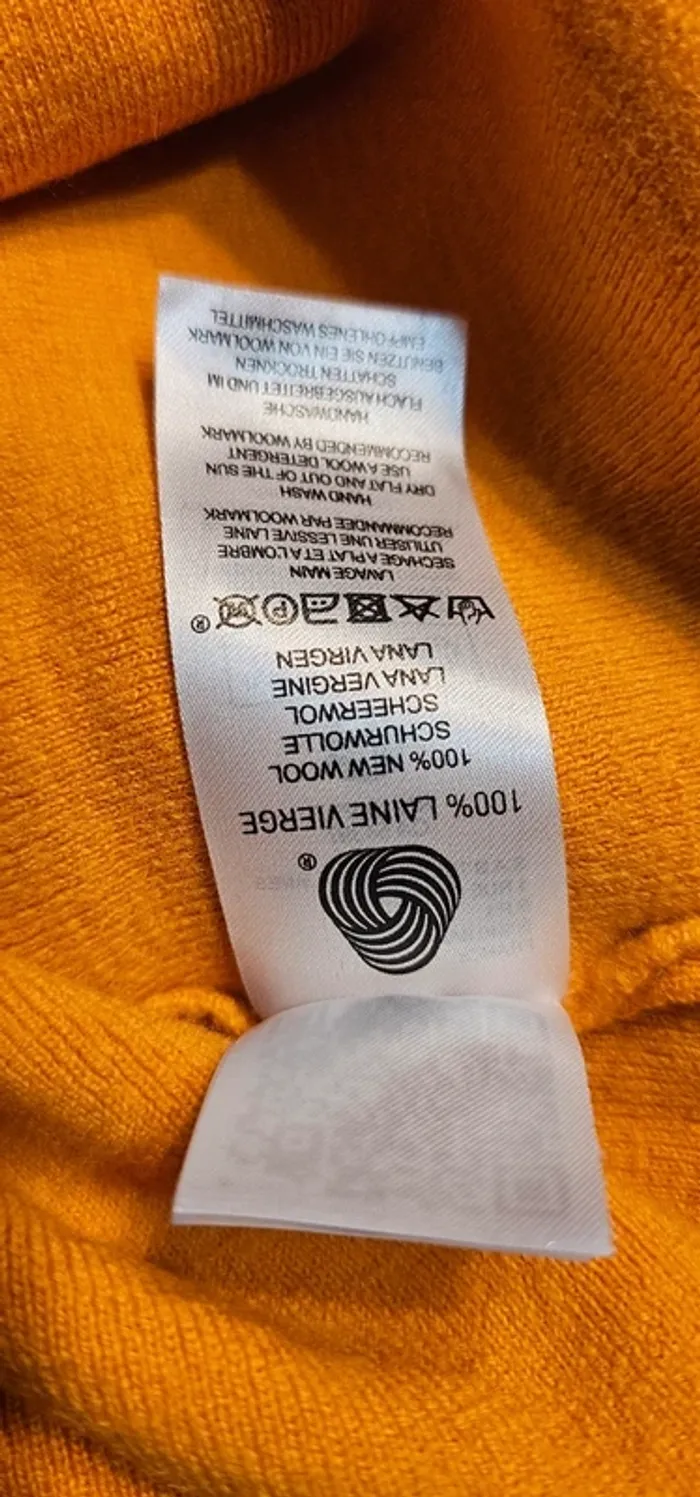 ®
100% LAINE VIERGE
100% NEW WOOL
SCHURWOLLE
SCHEERWOL
LANA VERGINE
LANA VIRGEN
P
®
LAVAGE MAIN
SECHAGE A PLAT ET A L'OMBRE
UTILISER UNE LESSIVE LAINE
RECOMMANDEE PAR WOOLMARK
HAND WASH
DRY FLAT AND OUT OF THE SUN
USE A WOOL DETERGENT
RECOMMENDED BY WOOLMARK
HANDWASCHE
FLACH AUSGEBREITET UND IM
SCHATTEN TROCKNEN
BENUTZEN SIE EIN VON WOOLMARK
EMPFOHLENES WASCHMITTEL